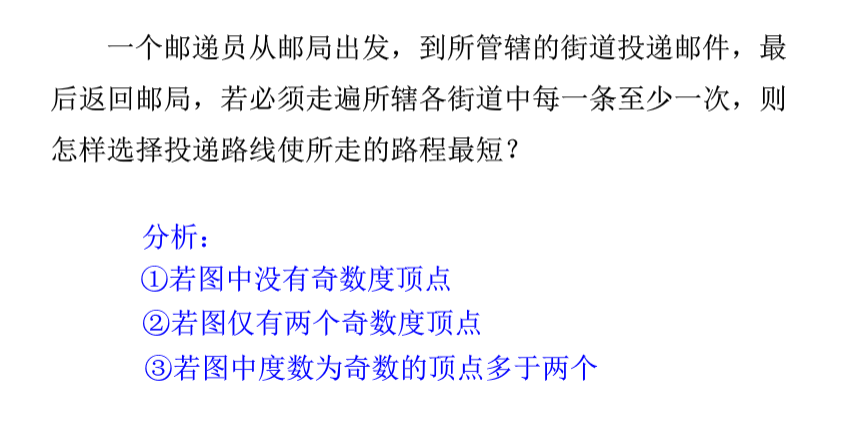 一个邮递员从邮局出发，到所管辖的街道投递邮件，最
后返回邮局，若必须走遍所辖各街道中每一条至少一次，则
怎样选择投递路线使所走的路程最短？
分析：
①若图中没有奇数度顶点
②若图仅有两个奇数度顶点
③若图中度数为奇数的顶点多于两个